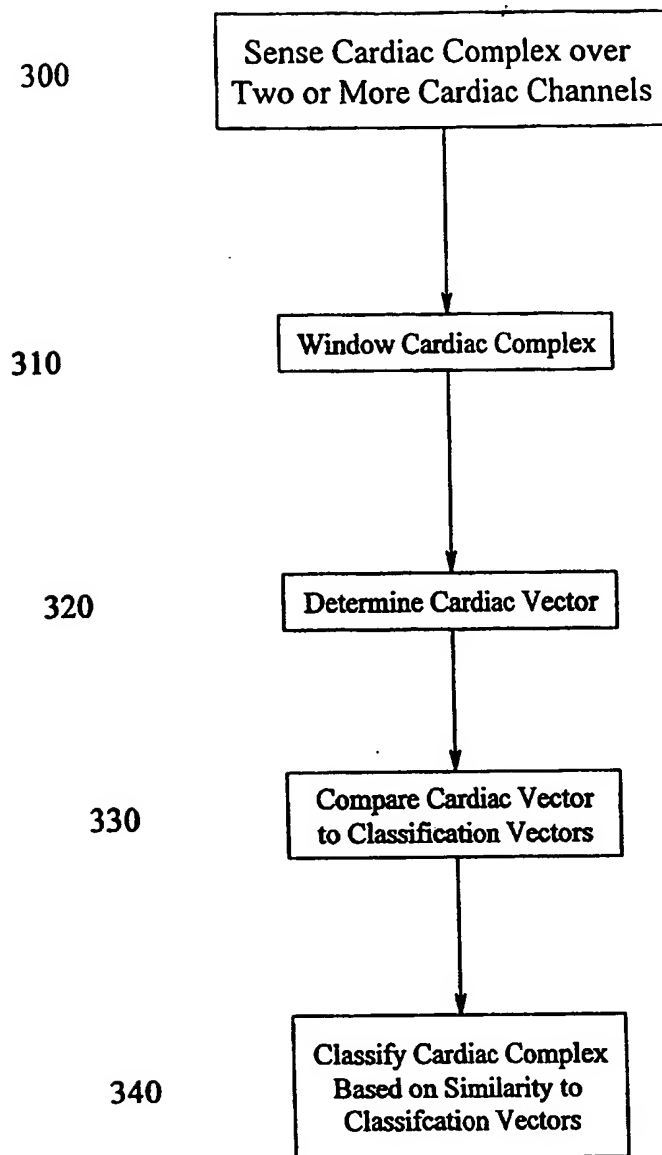 300
Sense Cardiac Complex over
Two or More Cardiac Channels
310
Window Cardiac Complex
320
Determine Cardiac Vector
330
Compare Cardiac Vector
to Classification Vectors
340
Classify Cardiac Complex
Based on Similarity to
Classifcation Vectors